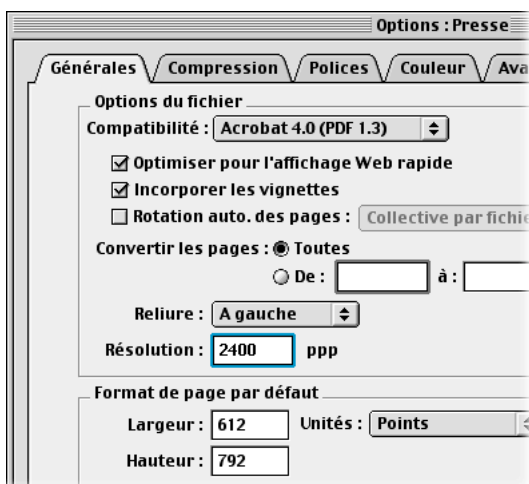 Options : Presse
Générales Compression Polices Couleur
Options du fichier
Compatibilité : Acrobat 4.0 (PDF 1.3)
Optimiser pour l'affichage Web rapide
Incorporer les vignettes
Rotation auto. des pages : Collective par
Convertir les pages : Toutes
De : à :
Reliure : A gauche
Résolution : 2400 ppp
Format de page par défaut
Largeur : 612 Unités : Points
Hauteur : 792